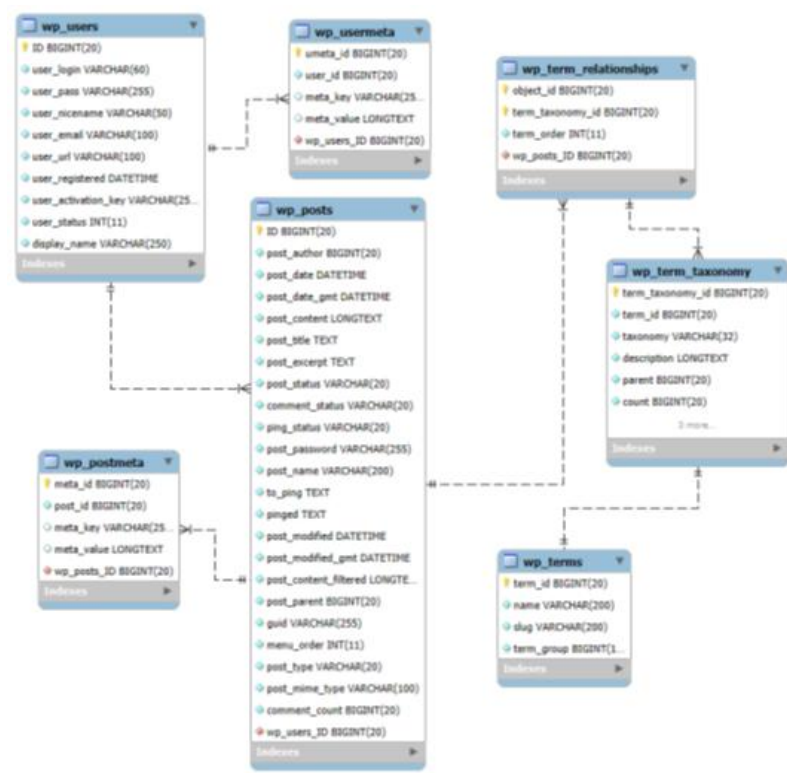 wp_users
ID BIGINT(20)
user_login VARCHAR(60)
user_pass VARCHAR(255)
user_nicename VARCHAR(50)
user_email VARCHAR(100)
user_url VARCHAR(100)
user_registered DATETIME
user_activation_key VARCHAR(25...
user_status INT(11)
display_name VARCHAR(250)
Indexes
wp_usermeta
umeta_id BIGINT(20)
user_id BIGINT(20)
meta_key VARCHAR(25...
meta_value LONGTEXT
wp_users_ID BIGINT(20)
Indexes
wp_term_relationships
object_id BIGINT(20)
term_taxonomy_id BIGINT(20)
term_order INT(11)
wp_posts_ID BIGINT(20)
Indexes
wp_posts
ID BIGINT(20)
post_author BIGINT(20)
post_date DATETIME
post_date_gmt DATETIME
post_content LONGTEXT
post_title TEXT
post_excerpt TEXT
post_status VARCHAR(20)
comment_status VARCHAR(20)
ping_status VARCHAR(20)
post_password VARCHAR(255)
post_name VARCHAR(200)
to_ping TEXT
pinged TEXT
post_modified DATETIME
post_modified_gmt DATETIME
post_content_filtered LONGTE...
post_parent BIGINT(20)
guid VARCHAR(255)
menu_order INT(11)
post_type VARCHAR(20)
post_mime_type VARCHAR(100)
comment_count BIGINT(20)
wp_users_ID BIGINT(20)
Indexes
wp_term_taxonomy
term_taxonomy_id BIGINT(20)
term_id BIGINT(20)
taxonomy VARCHAR(32)
description LONGTEXT
parent BIGINT(20)
count BIGINT(20)
more...
Indexes
wp_postmeta
meta_id BIGINT(20)
post_id BIGINT(20)
meta_key VARCHAR(25...
meta_value LONGTEXT
wp_posts_ID BIGINT(20)
Indexes
wp_terms
term_id BIGINT(20)
name VARCHAR(200)
slug VARCHAR(200)
term_group BIGINT(1...
Indexes